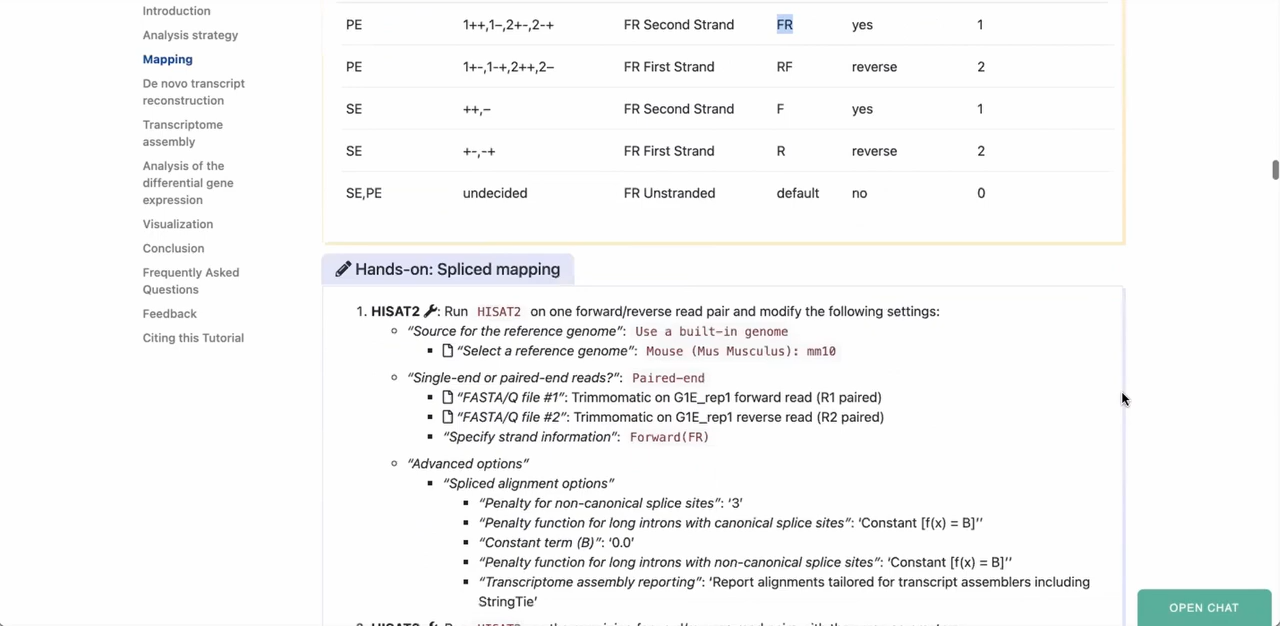 Introduction
Analysis strategy
Mapping
De novo transcript
reconstruction
Transcriptome
assembly
Analysis of the
differential gene
expression
Visualization
Conclusion
Frequently Asked
Questions
Feedback
Citing this Tutorial
PE 1++,1–,2+-,2-+ FR Second Strand FR yes 1
PE 1+-,1-+,2++,2– FR First Strand RF reverse 2
SE ++,– FR Second Strand F yes 1
SE +-,-+ FR First Strand R reverse 2
SE,PE undecided FR Unstranded default no 0
Hands-on: Spliced mapping
1. HISAT2 : Run HISAT2 on one forward/reverse read pair and modify the following settings:
“Source for the reference genome”: Use a built-in genome
“Select a reference genome”: Mouse (Mus Musculus): mm10
“Single-end or paired-end reads?”: Paired-end
“FASTA/Q file #1”: Trimmomatic on G1E_rep1 forward read (R1 paired)
“FASTA/Q file #2”: Trimmomatic on G1E_rep1 reverse read (R2 paired)
“Specify strand information”: Forward(FR)
“Advanced options”
“Spliced alignment options”
“Penalty for non-canonical splice sites”: ‘3’
“Penalty function for long introns with canonical splice sites”: ‘Constant [f(x) = B]’’
“Constant term (B)”: ‘0.0’
“Penalty function for long introns with non-canonical splice sites”: ‘Constant [f(x) = B]’’
“Transcriptome assembly reporting”: ‘Report alignments tailored for transcript assemblers including
StringTie’
OPEN CHAT